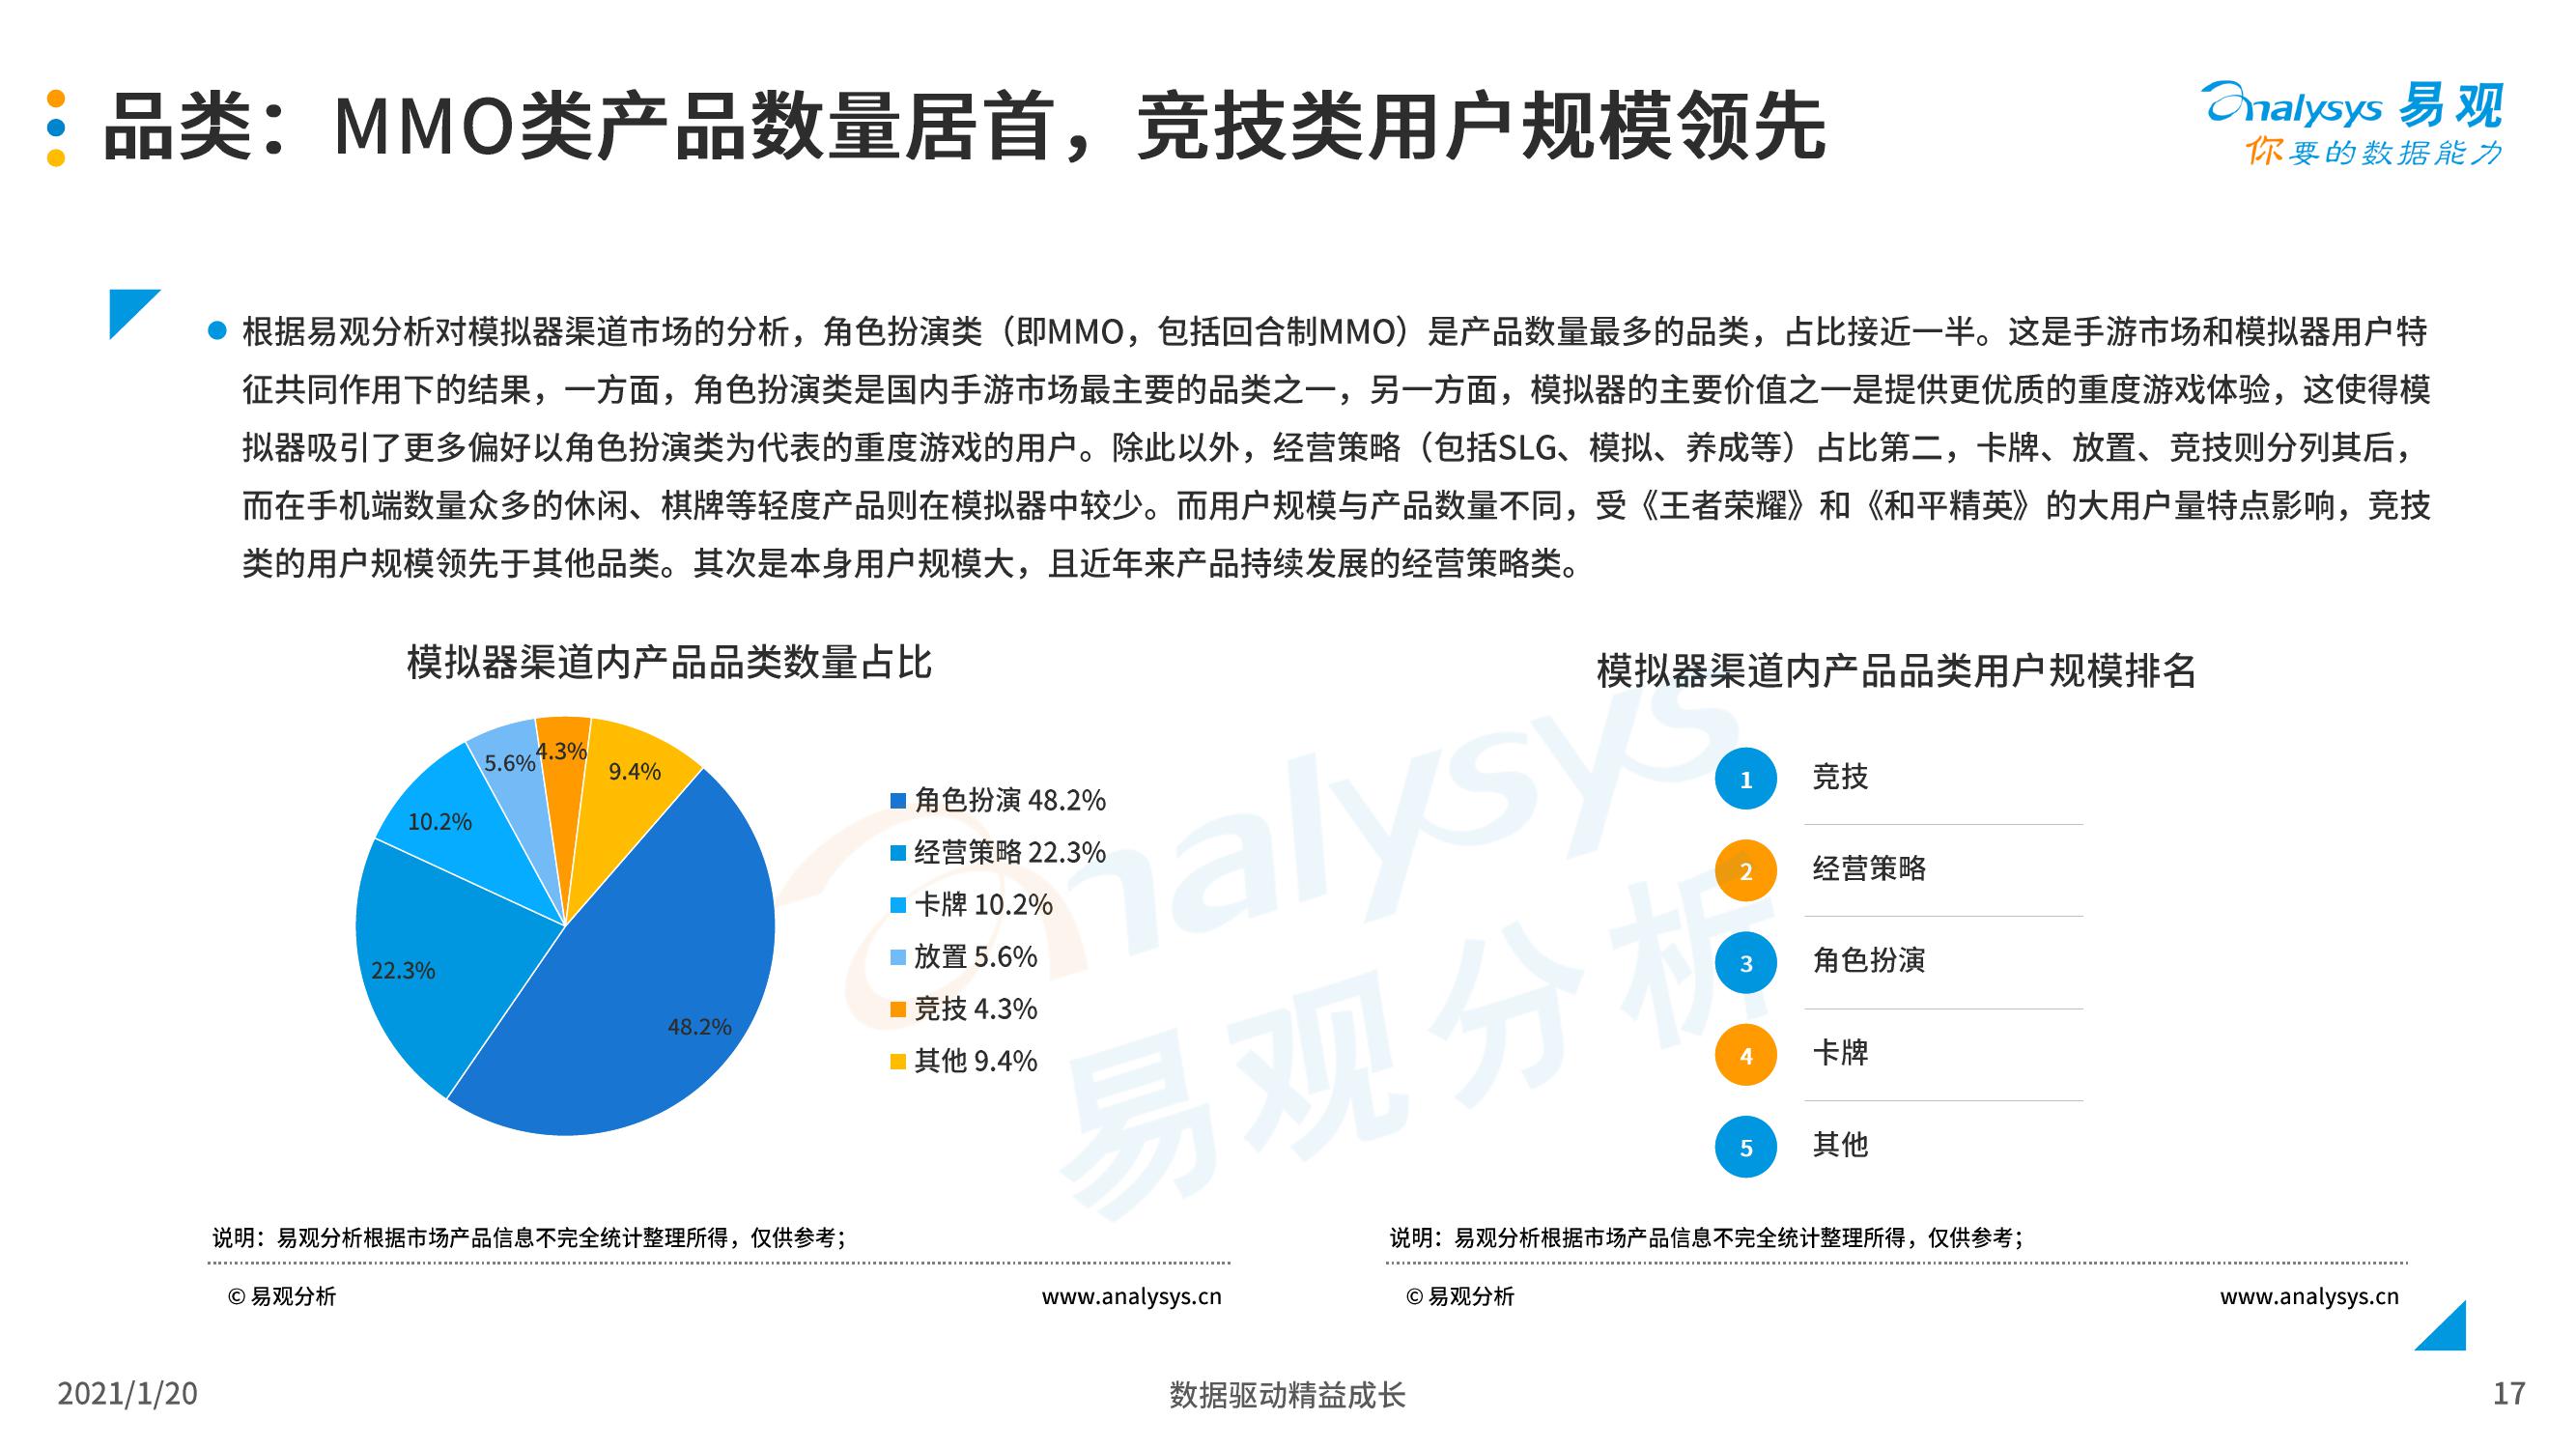 品类：MMO类产品数量居首，竞技类用户规模领先
analysys 易观
你要的数据能力
根据易观分析对模拟器渠道市场的分析，角色扮演类（即MMO，包括回合制MMO）是产品数量最多的品类，占比接近一半。这是手游市场和模拟器用户特
征共同作用下的结果，一方面，角色扮演类是国内手游市场最主要的品类之一，另一方面，模拟器的主要价值之一是提供更优质的重度游戏体验，这使得模
拟器吸引了更多偏好以角色扮演类为代表的重度游戏的用户。除此以外，经营策略（包括SLG、模拟、养成等）占比第二，卡牌、放置、竞技则分列其后，
而在手机端数量众多的休闲、棋牌等轻度产品则在模拟器中较少。而用户规模与产品数量不同，受《王者荣耀》和《和平精英》的大用户量特点影响，竞技
类的用户规模领先于其他品类。其次是本身用户规模大，且近年来产品持续发展的经营策略类。
模拟器渠道内产品品类数量占比
5.6%
4.3%
9.4%
10.2%
22.3%
48.2%
角色扮演 48.2%
经营策略 22.3%
卡牌 10.2%
放置 5.6%
竞技 4.3%
其他 9.4%
模拟器渠道内产品品类用户规模排名
1 竞技
2 经营策略
3 角色扮演
4 卡牌
5 其他
analysys
易观分析
说明：易观分析根据市场产品信息不完全统计整理所得，仅供参考；
© 易观分析 www.analysys.cn
说明：易观分析根据市场产品信息不完全统计整理所得，仅供参考；
© 易观分析 www.analysys.cn
2021/1/20
数据驱动精益成长
17